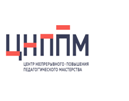 ЦНППМ
ЦЕНТР НЕПРЕРЫВНОГО ПОВЫШЕНИЯ
ПЕДАГОГИЧЕСКОГО МАСТЕРСТВА